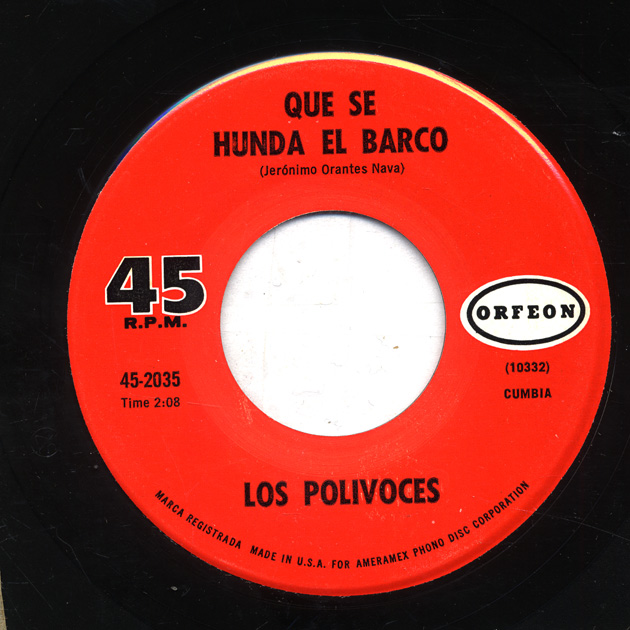 QUE SE
HUNDA EL BARCO
(Jerónimo Orantes Nava)
45
R.P.M.
ORFEON
45-2035
Time 2:08
(10332)
CUMBIA
LOS POLIVOCES
MARCA REGISTRADA MADE IN U.S.A. FOR AMERAMEX PHONO DISC CORPORATION